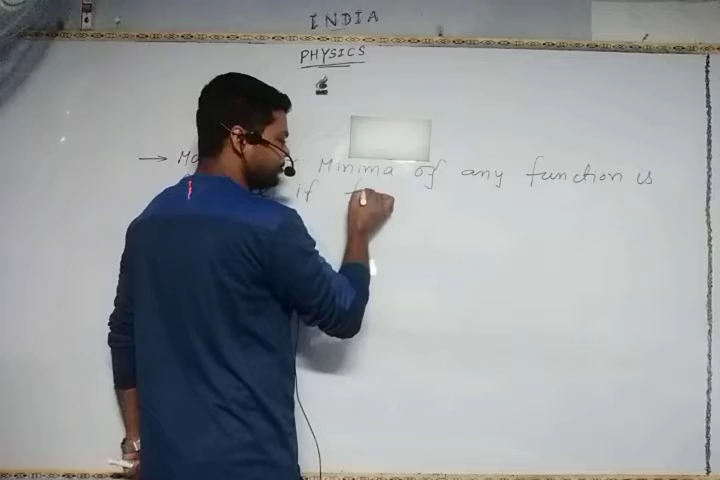 INDIA
PHYSICS
→ Minima of any function is
if